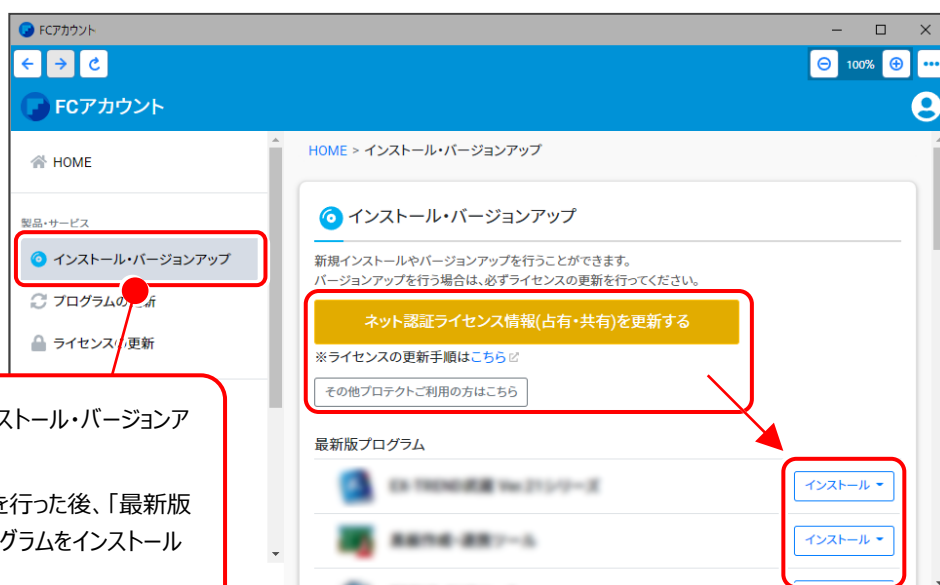 FCアカウント
100%
FCアカウント
HOME
製品・サービス
インストール・バージョンアップ
プログラムの更新
ライセンスの更新
HOME > インストール・バージョンアップ
インストール・バージョンアップ
新規インストールやバージョンアップを行うことができます。
バージョンアップを行う場合は、必ずライセンスの更新を行ってください。
ネット認証ライセンス情報(占有・共有)を更新する
※ライセンスの更新手順はこちら
その他プロテクトご利用の方はこちら
最新版プログラム
インストール
インストール
ストール・バージョンア
を行った後、「最新版
グラムをインストール